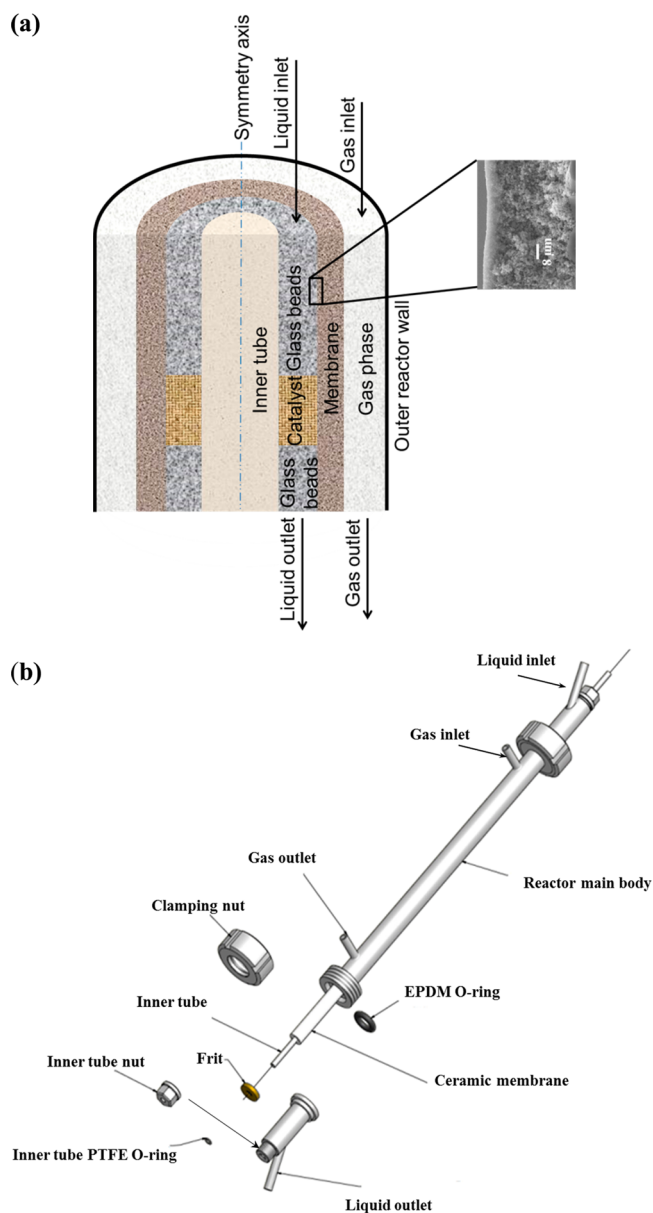 (a)
Symmetry axis
Liquid inlet
Gas inlet
8 nm
Inner tube
Catalyst
Glass beads
Membrane
Gas phase
Outer reactor wall
Glass
beads
Liquid outlet
Gas outlet
(b)
Liquid inlet
Gas inlet
Reactor main body
Gas outlet
Clamping nut
EPDM O-ring
Inner tube
Ceramic membrane
Frit
Inner tube nut
Inner tube PTFE O-ring
Liquid outlet